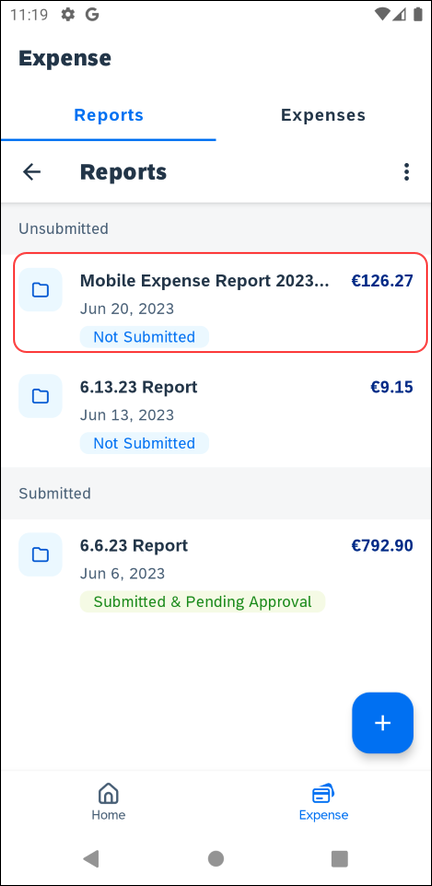 11:19 G
Expense
Reports Expenses
Reports
Unsubmitted
Mobile Expense Report 2023... €126.27
Jun 20, 2023
Not Submitted
6.13.23 Report €9.15
Jun 13, 2023
Not Submitted
Submitted
6.6.23 Report €792.90
Jun 6, 2023
Submitted & Pending Approval
+
Home Expense